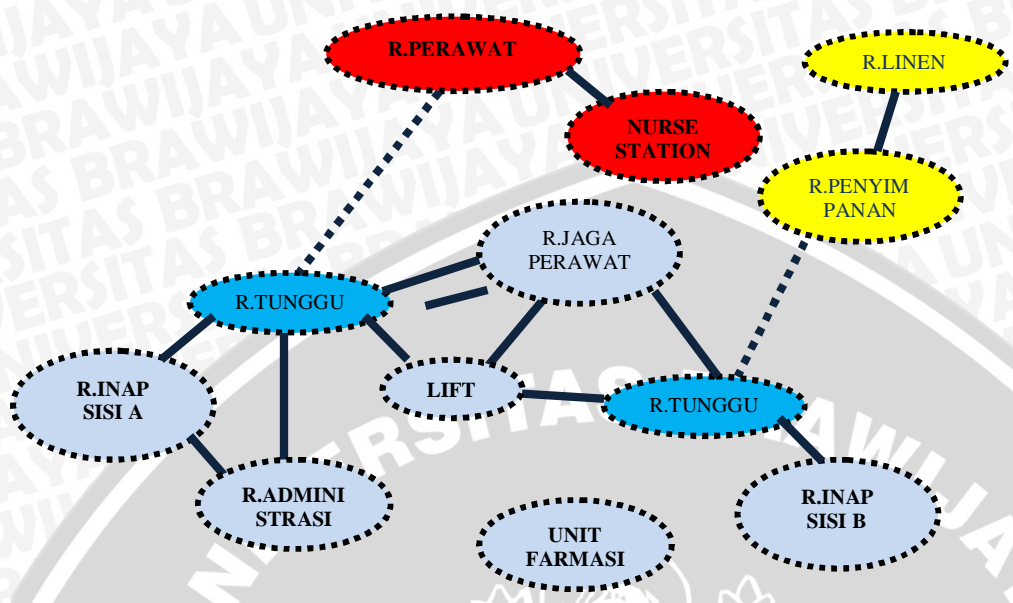 R.PERAWAT
R.LINEN
NURSE
STATION
R.PENYIM
PANAN
R.JAGA
PERAWAT
R.TUNGGU
R.INAP
SISI A
LIFT
R.TUNGGU
R.ADMINI
STRASI
R.INAP
SISI B
UNIT
FARMASI